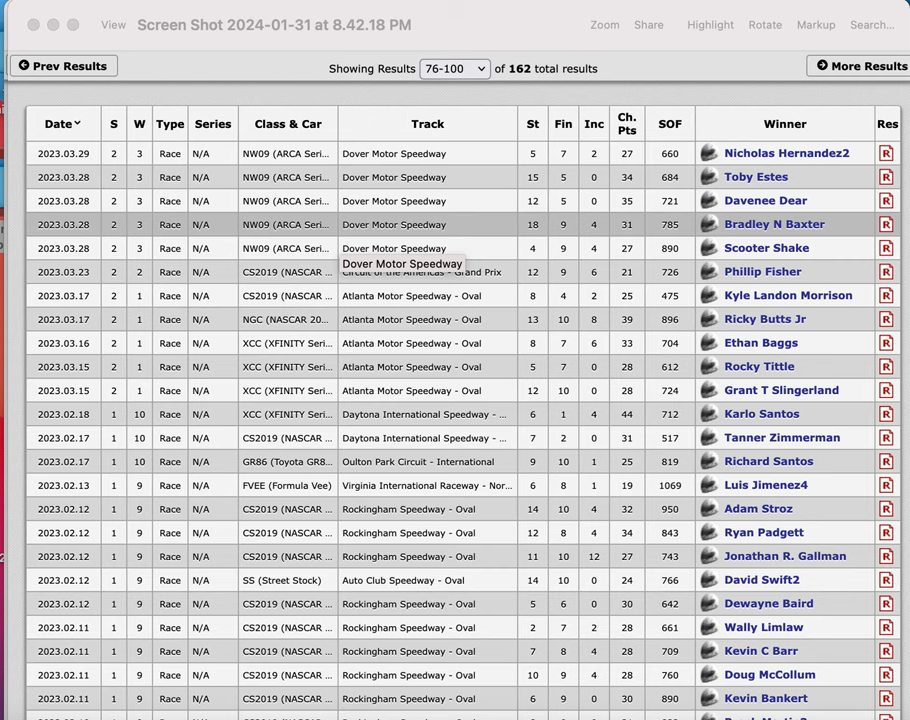 View Screen Shot 2024-01-31 at 8.42.18 PM Zoom Share Highlight Rotate Markup Search...
Prev Results Showing Results 76-100 of 162 total results More Results
Date S W Type Series Class & Car Track St Fin Inc Ch. Pts SOF Winner Res
2023.03.29 2 3 Race N/A NW09 (ARCA Seri... Dover Motor Speedway 5 7 2 27 660 Nicholas Hernandez2 R
2023.03.28 2 3 Race N/A NW09 (ARCA Seri... Dover Motor Speedway 15 5 0 34 684 Toby Estes R
2023.03.28 2 3 Race N/A NW09 (ARCA Seri... Dover Motor Speedway 12 5 0 35 721 Davenee Dear R
2023.03.28 2 3 Race N/A NW09 (ARCA Seri... Dover Motor Speedway 18 9 4 31 785 Bradley N Baxter R
2023.03.28 2 3 Race N/A NW09 (ARCA Seri... Dover Motor Speedway 4 9 4 27 890 Scooter Shake R
Dover Motor Speedway
2023.03.23 2 2 Race N/A CS2019 (NASCAR ... Circuit of the Americas - Grand Prix 12 9 6 21 726 Phillip Fisher R
2023.03.17 2 1 Race N/A CS2019 (NASCAR ... Atlanta Motor Speedway - Oval 8 4 2 25 475 Kyle Landon Morrison R
2023.03.17 2 1 Race N/A NGC (NASCAR 20... Atlanta Motor Speedway - Oval 13 10 8 39 896 Ricky Butts Jr R
2023.03.16 2 1 Race N/A XCC (XFINITY Seri... Atlanta Motor Speedway - Oval 8 7 6 33 704 Ethan Baggs R
2023.03.15 2 1 Race N/A XCC (XFINITY Seri... Atlanta Motor Speedway - Oval 5 7 0 28 612 Rocky Tittle R
2023.03.15 2 1 Race N/A XCC (XFINITY Seri... Atlanta Motor Speedway - Oval 12 10 0 28 724 Grant T Slingerland R
2023.02.18 1 10 Race N/A XCC (XFINITY Seri... Daytona International Speedway - ... 6 1 4 44 712 Karlo Santos R
2023.02.17 1 10 Race N/A CS2019 (NASCAR ... Daytona International Speedway - ... 7 2 0 31 517 Tanner Zimmerman R
2023.02.17 1 10 Race N/A GR86 (Toyota GR8... Oulton Park Circuit - International 9 10 1 25 819 Richard Santos R
2023.02.13 1 9 Race N/A FVEE (Formula Vee) Virginia International Raceway - Nor... 6 8 1 19 1069 Luis Jimenez4 R
2023.02.12 1 9 Race N/A CS2019 (NASCAR ... Rockingham Speedway - Oval 14 10 4 32 950 Adam Stroz R
2023.02.12 1 9 Race N/A CS2019 (NASCAR ... Rockingham Speedway - Oval 12 8 4 34 843 Ryan Padgett R
2023.02.12 1 9 Race N/A CS2019 (NASCAR ... Rockingham Speedway - Oval 11 10 12 27 743 Jonathan R. Gallman R
2023.02.12 1 9 Race N/A SS (Street Stock) Auto Club Speedway - Oval 14 10 0 24 766 David Swift2 R
2023.02.12 1 9 Race N/A CS2019 (NASCAR ... Rockingham Speedway - Oval 5 6 0 30 642 Dewayne Baird R
2023.02.11 1 9 Race N/A CS2019 (NASCAR ... Rockingham Speedway - Oval 2 7 2 28 661 Wally Limlaw R
2023.02.11 1 9 Race N/A CS2019 (NASCAR ... Rockingham Speedway - Oval 7 8 4 28 709 Kevin C Barr R
2023.02.11 1 9 Race N/A CS2019 (NASCAR ... Rockingham Speedway - Oval 10 9 4 28 760 Doug McCollum R
2023.02.11 1 9 Race N/A CS2019 (NASCAR ... Rockingham Speedway - Oval 6 9 0 30 890 Kevin Bankert R